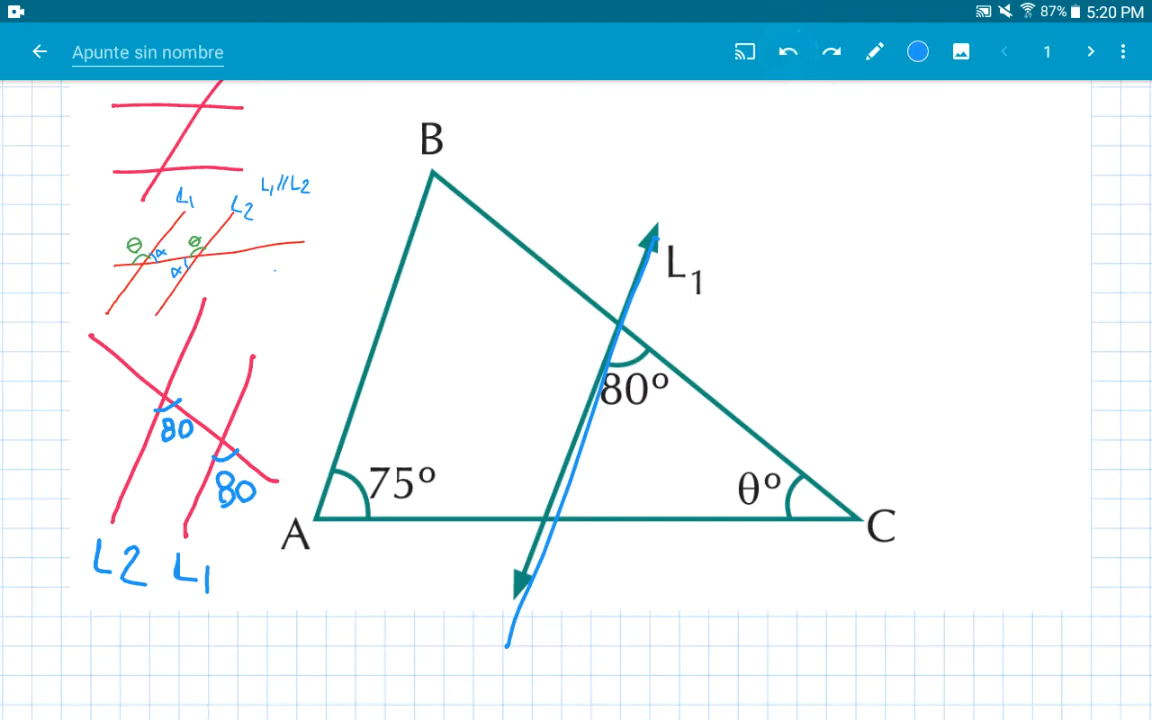 87% 5:20 PM
Apunte sin nombre
1
B
L1
L2
L1//L2
θ
θ
α
α
L1
80°
80
80
75°
θ°
A
C
L2
L1